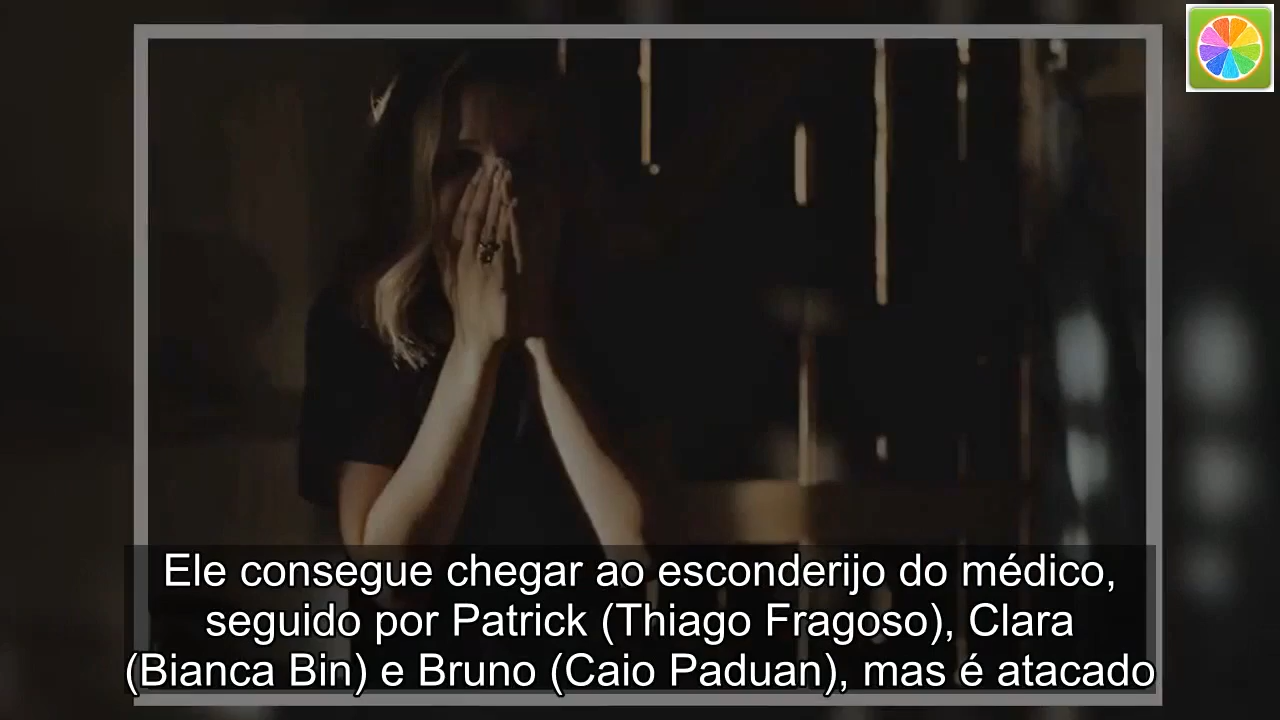 Ele consegue chegar ao esconderijo do médico,
seguido por Patrick (Thiago Fragoso), Clara
(Bianca Bin) e Bruno (Caio Paduan), mas é atacado